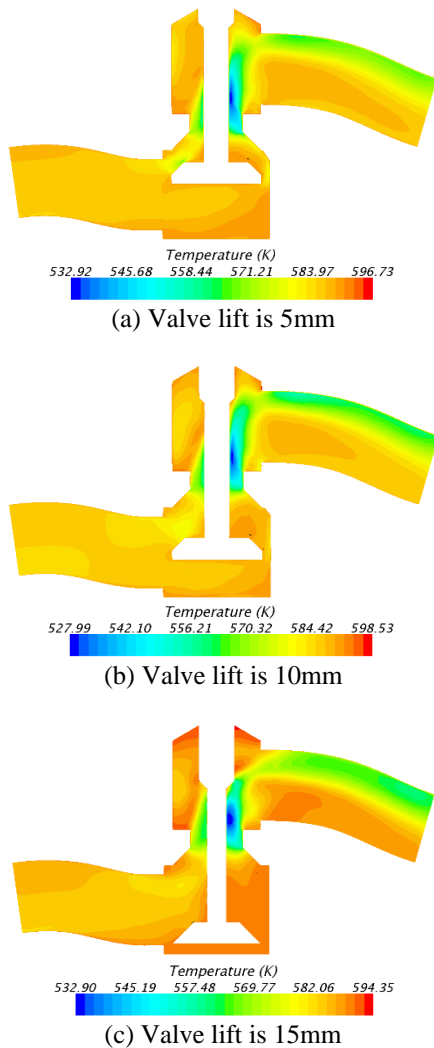 Temperature (K)
532.92 545.68 558.44 571.21 583.97 596.73
(a) Valve lift is 5mm
Temperature (K)
527.99 542.10 556.21 570.32 584.42 598.53
(b) Valve lift is 10mm
Temperature (K)
532.90 545.19 557.48 569.77 582.06 594.35
(c) Valve lift is 15mm